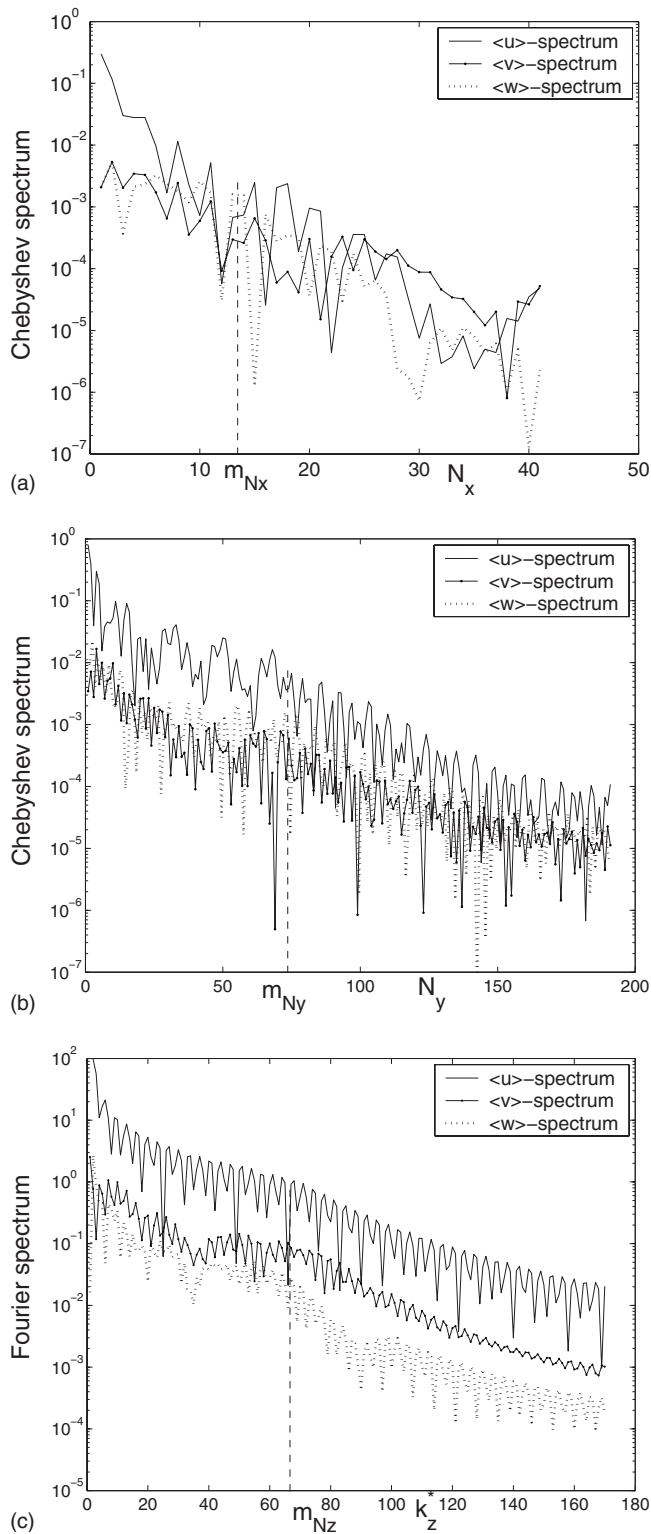 10^0
10^-1
10^-2
10^-3
10^-4
10^-5
10^-6
10^-7
Chebyshev spectrum
<u>-spectrum
<v>-spectrum
<w>-spectrum
0 10 20 30 40 50
m_Nx
N_x
(a)
10^0
10^-1
10^-2
10^-3
10^-4
10^-5
10^-6
10^-7
Chebyshev spectrum
<u>-spectrum
<v>-spectrum
<w>-spectrum
0 50 100 150 200
m_Ny
N_y
(b)
10^2
10^1
10^0
10^-1
10^-2
10^-3
10^-4
10^-5
Fourier spectrum
<u>-spectrum
<v>-spectrum
<w>-spectrum
0 20 40 60 80 100 120 140 160 180
m_Nz
k_z^*
(c)